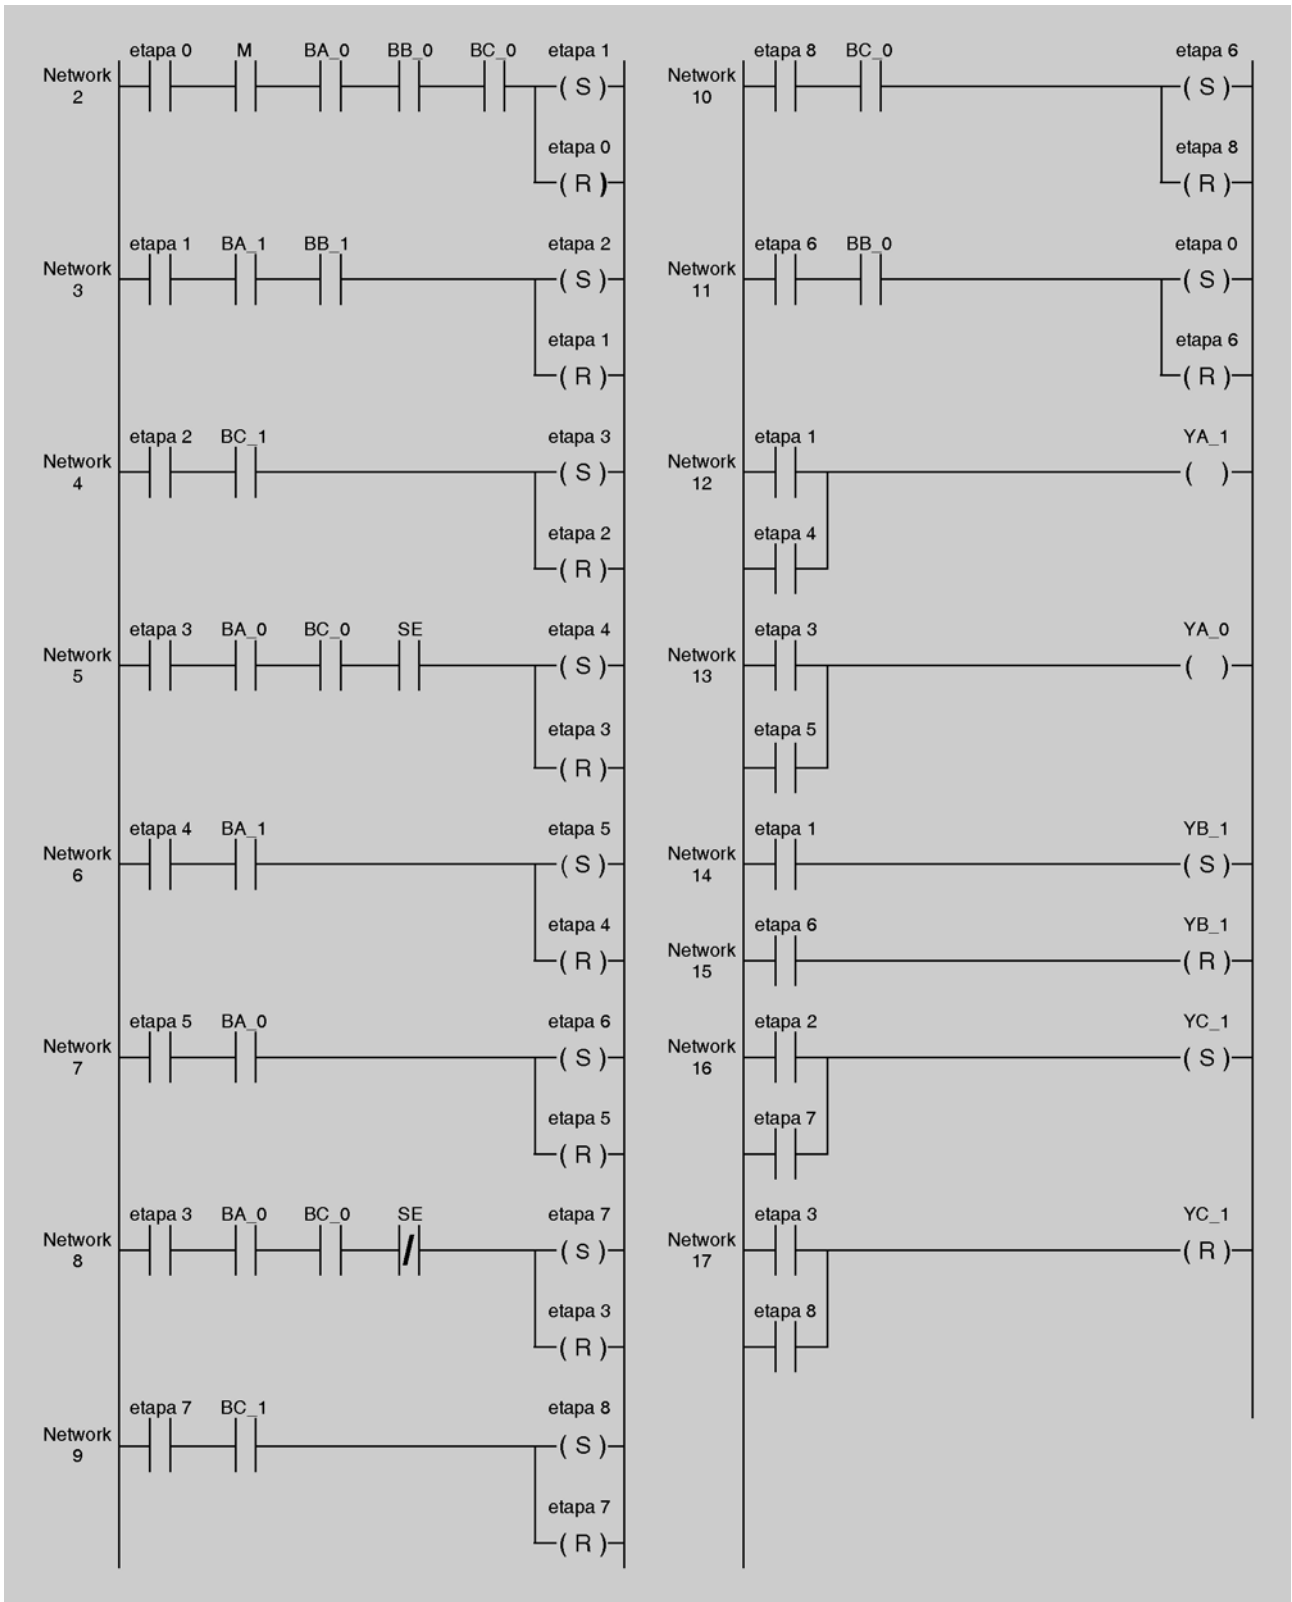 etapa 0 M BA_0 BB_0 BC_0 etapa 1
Network
2
( S )
etapa 0
( R )
etapa 1 BA_1 BB_1 etapa 2
Network
3
( S )
etapa 1
( R )
etapa 2 BC_1 etapa 3
Network
4
( S )
etapa 2
( R )
etapa 3 BA_0 BC_0 SE etapa 4
Network
5
( S )
etapa 3
( R )
etapa 4 BA_1 etapa 5
Network
6
( S )
etapa 4
( R )
etapa 5 BA_0 etapa 6
Network
7
( S )
etapa 5
( R )
etapa 3 BA_0 BC_0 SE etapa 7
Network
8
( S )
etapa 3
( R )
etapa 7 BC_1 etapa 8
Network
9
( S )
etapa 7
( R )
etapa 8 BC_0 etapa 6
Network
10
( S )
etapa 8
( R )
etapa 6 BB_0 etapa 0
Network
11
( S )
etapa 6
( R )
etapa 1 YA_1
Network
12
( )
etapa 4
etapa 3 YA_0
Network
13
( )
etapa 5
etapa 1 YB_1
Network
14
( S )
etapa 6 YB_1
Network
15
( R )
etapa 2 YC_1
Network
16
( S )
etapa 7
etapa 3 YC_1
Network
17
( R )
etapa 8